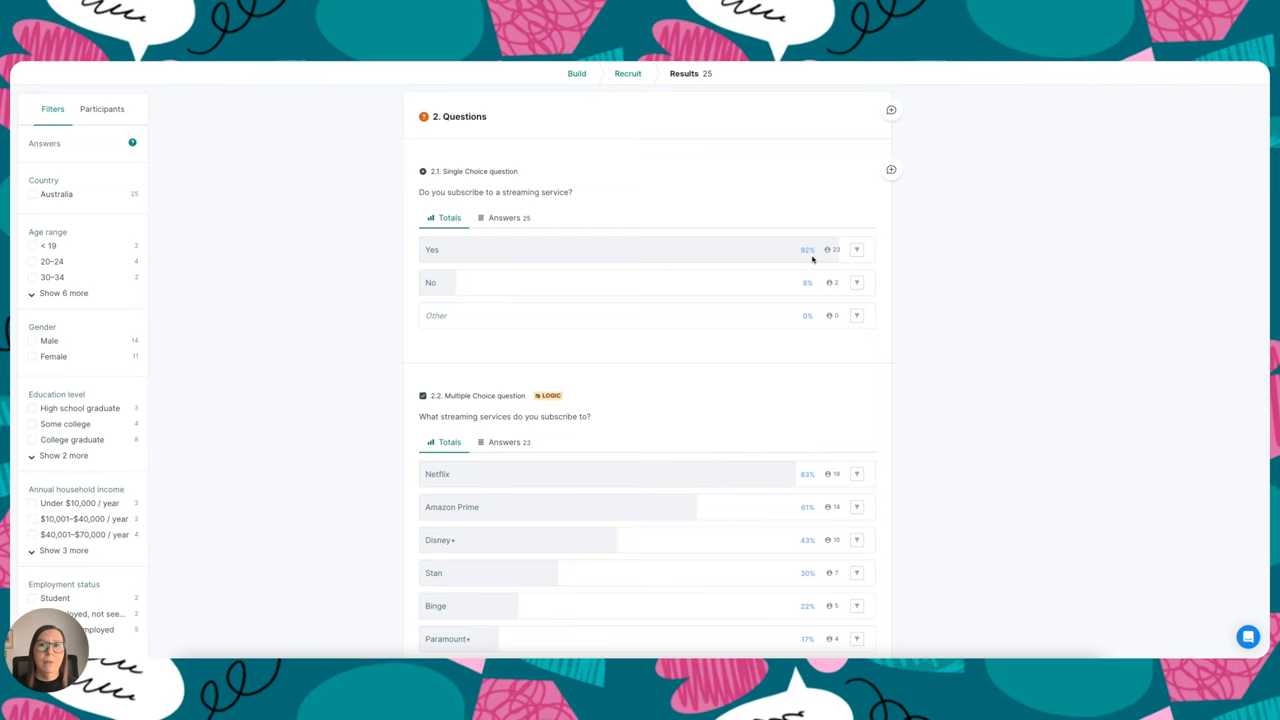 Build
Recruit
Results 25
Filters
Participants
Answers
?
Country
Australia 25
Age range
< 19 2
20–24 4
30–34 2
Show 6 more
Gender
Male 14
Female 11
Education level
High school graduate 3
Some college 4
College graduate 8
Show 2 more
Annual household income
Under $10,000 / year 3
$10,001–$40,000 / year 2
$40,001–$70,000 / year 4
Show 3 more
Employment status
Student 2
not see... 2
5
? 2. Questions
2.1. Single Choice question
Do you subscribe to a streaming service?
Totals Answers 25
Yes 92% 23
No 8% 2
Other 0% 0
2.2. Multiple Choice question LOGIC
What streaming services do you subscribe to?
Totals Answers 23
Netflix 83% 19
Amazon Prime 61% 14
Disney+ 43% 10
Stan 30% 7
Binge 22% 5
Paramount+ 17% 4